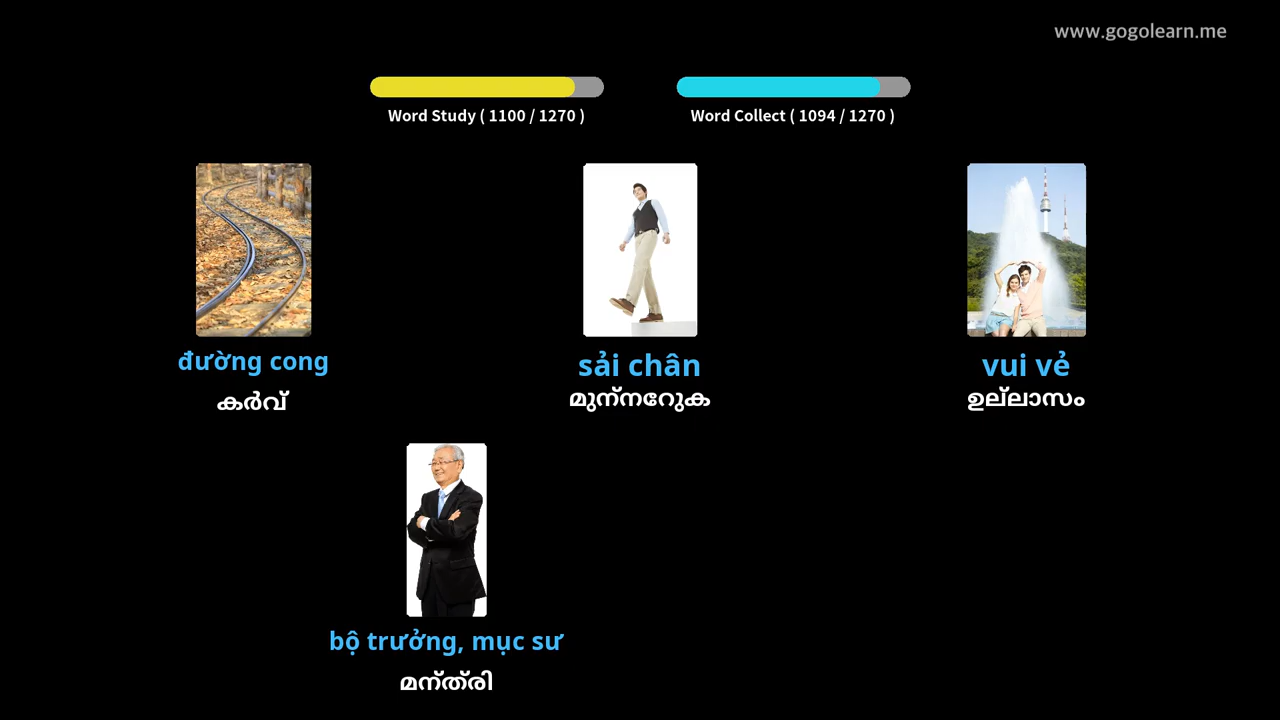 www.gogolearn.me
Word Study ( 1100 / 1270 )
Word Collect ( 1094 / 1270 )
đường cong
കർവ്
sải chân
മുന്നേറുക
vui vẻ
ഉല്ലാസം
bộ trưởng, mục sư
മന്ത്രി